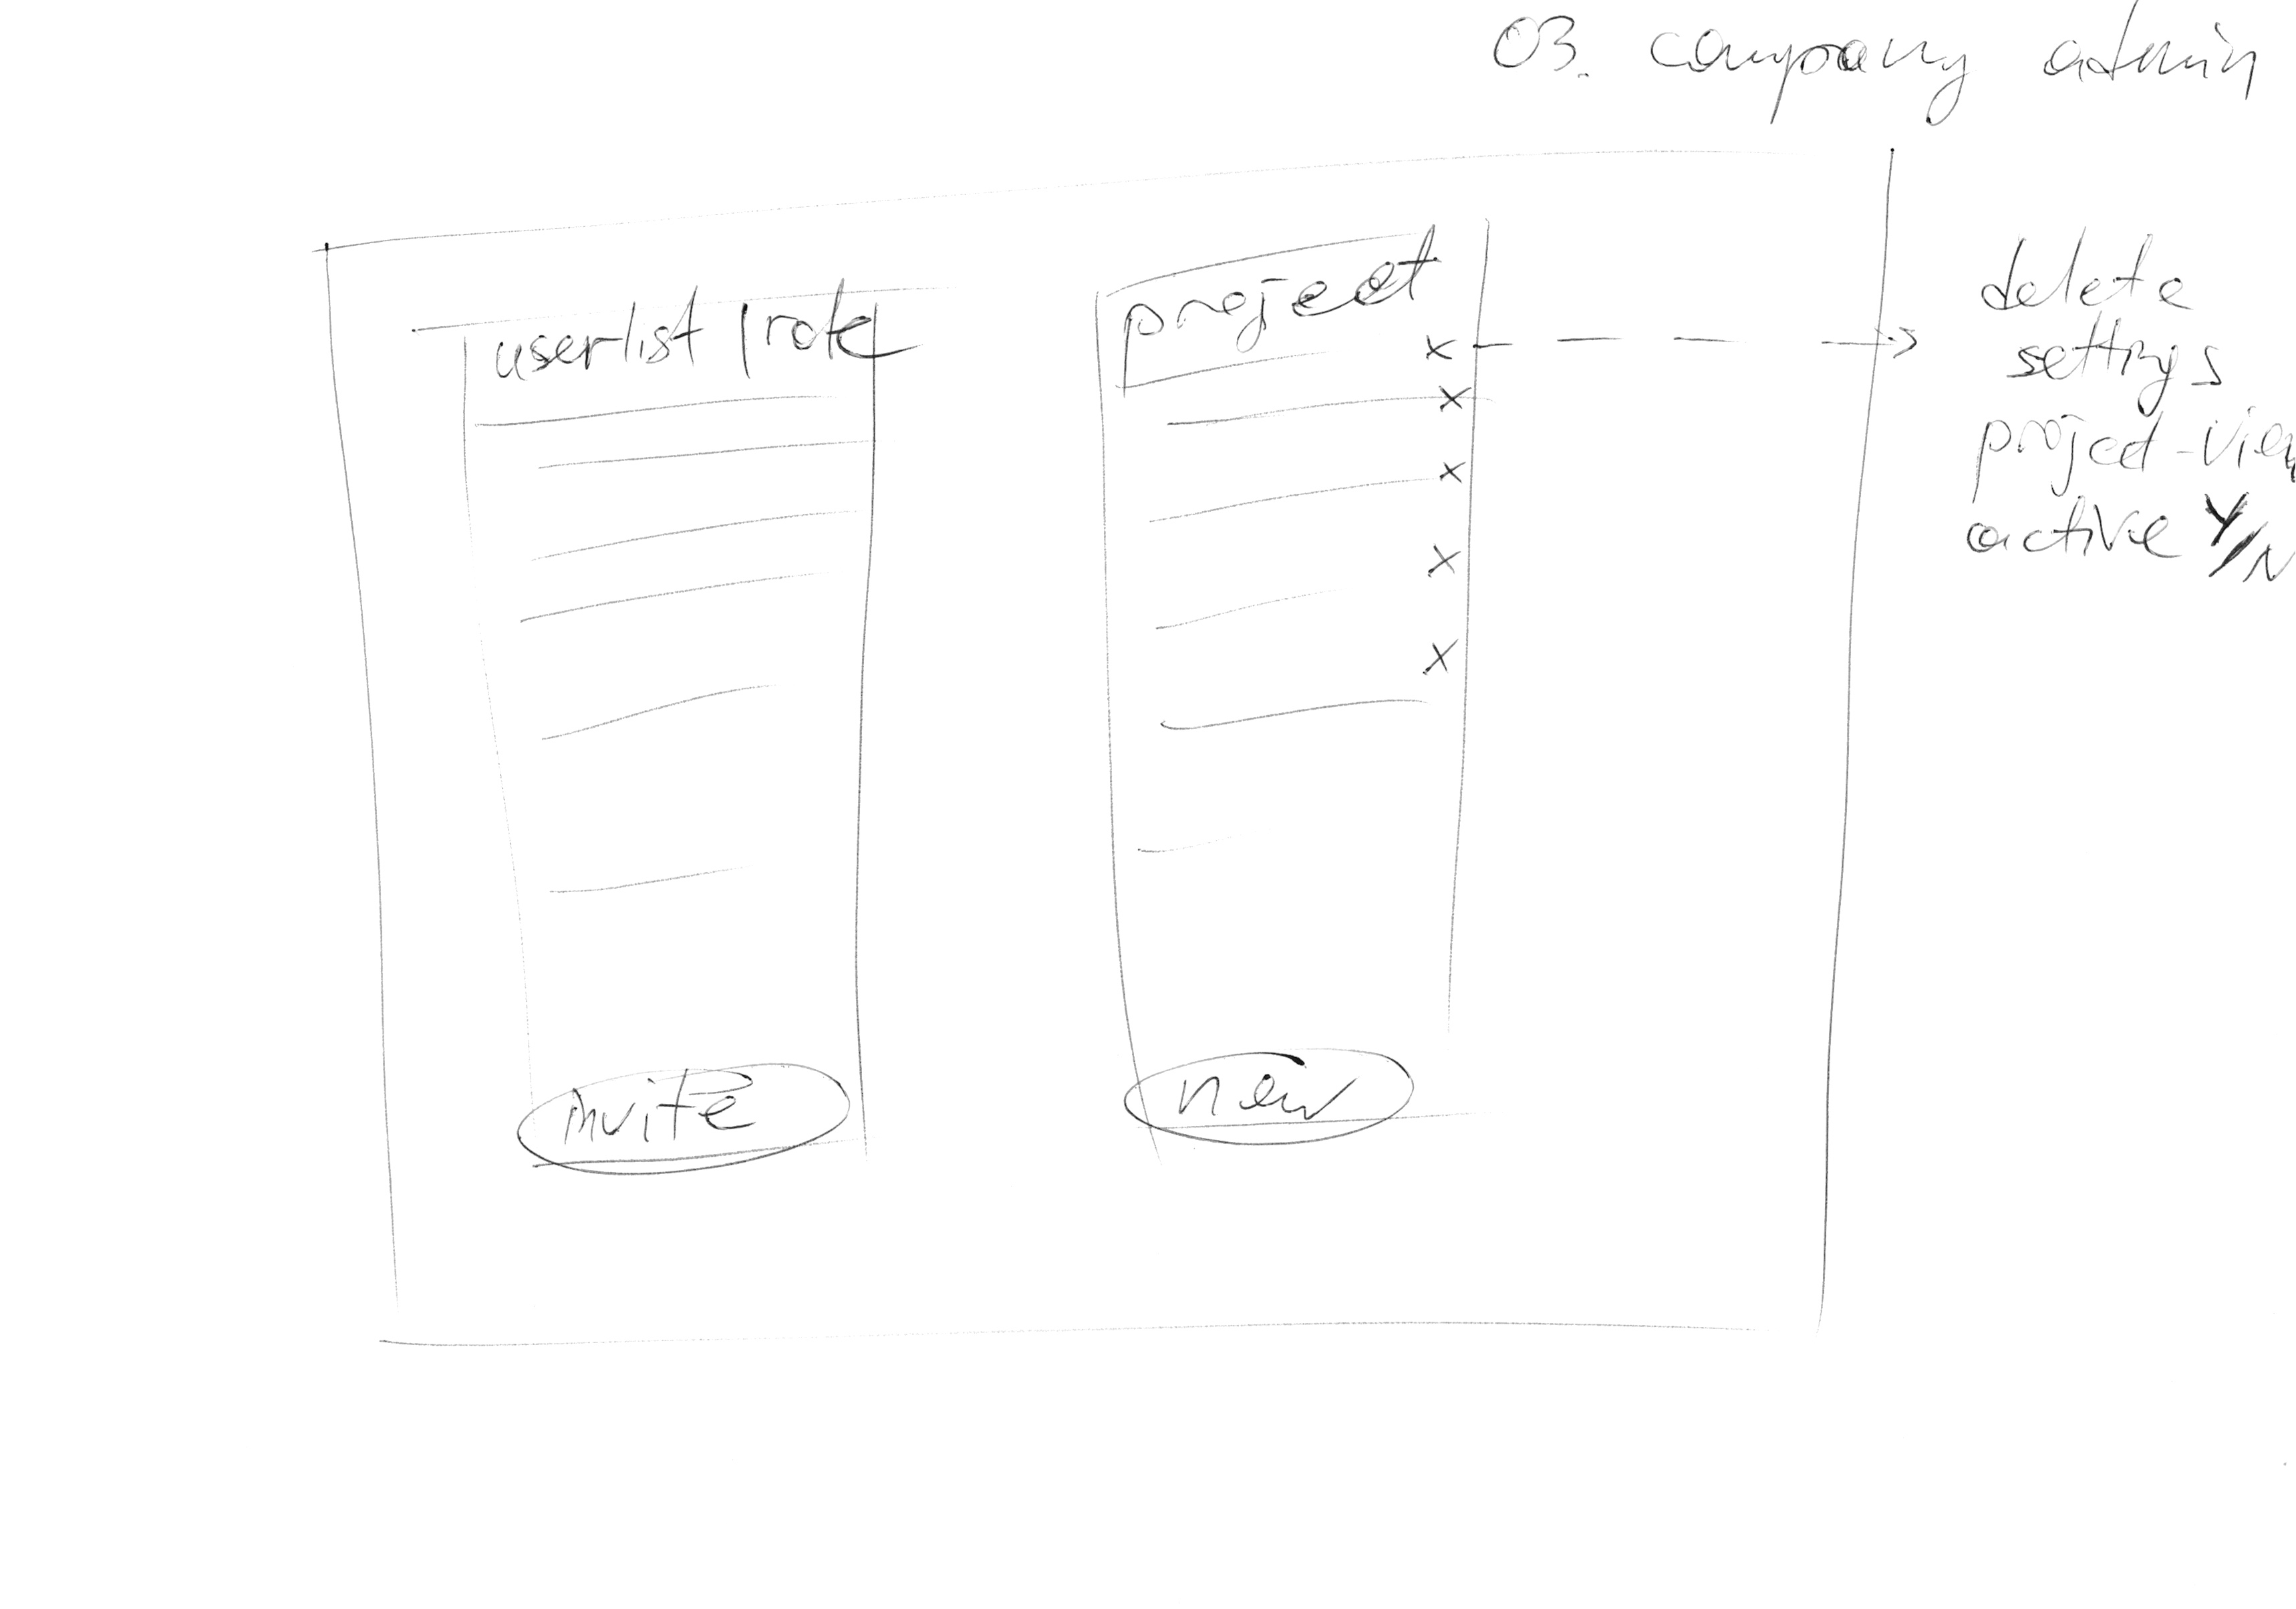 03. company admin
userlist | role
project
x
x
x
x
x
delete
settings
project-view
active Y/N
invite
new